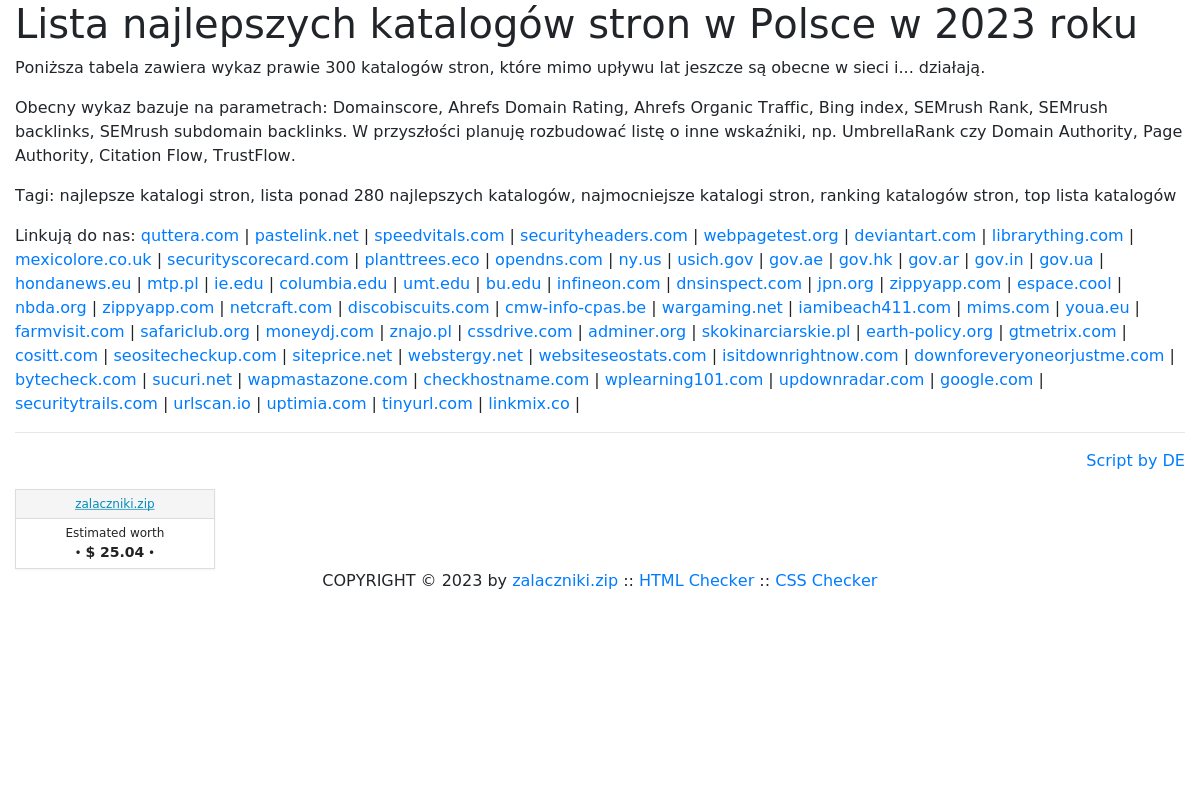 Lista najlepszych katalogów stron w Polsce w 2023 roku
Poniższa tabela zawiera wykaz prawie 300 katalogów stron, które mimo upływu lat jeszcze są obecne w sieci i... działają.
Obecny wykaz bazuje na parametrach: Domainscore, Ahrefs Domain Rating, Ahrefs Organic Traffic, Bing index, SEMrush Rank, SEMrush
backlinks, SEMrush subdomain backlinks. W przyszłości planuję rozbudować listę o inne wskaźniki, np. UmbrellaRank czy Domain Authority, Page
Authority, Citation Flow, TrustFlow.
Tagi: najlepsze katalogi stron, lista ponad 280 najlepszych katalogów, najmocniejsze katalogi stron, ranking katalogów stron, top lista katalogów
Linkują do nas: quttera.com | pastelink.net | speedvitals.com | securityheaders.com | webpagetest.org | deviantart.com | librarything.com |
mexicolore.co.uk | securityscorecard.com | planttrees.eco | opendns.com | ny.us | usich.gov | gov.ae | gov.hk | gov.ar | gov.in | gov.ua |
hondanews.eu | mtp.pl | ie.edu | columbia.edu | umt.edu | bu.edu | infineon.com | dnsinspect.com | jpn.org | zippyapp.com | espace.cool |
nbda.org | zippyapp.com | netcraft.com | discobiscuits.com | cmw-info-cpas.be | wargaming.net | iamibeach411.com | mims.com | youa.eu |
farmvisit.com | safariclub.org | moneydj.com | znajo.pl | cssdrive.com | adminer.org | skokinarciarskie.pl | earth-policy.org | gtmetrix.com |
cositt.com | seositecheckup.com | siteprice.net | webstergy.net | websiteseostats.com | isitdownrightnow.com | downforeveryoneorjustme.com |
bytecheck.com | sucuri.net | wapmastazone.com | checkhostname.com | wplearning101.com | updownradar.com | google.com |
securitytrails.com | urlscan.io | uptimia.com | tinyurl.com | linkmix.co |
Script by DE
zalaczniki.zip
Estimated worth
• $ 25.04 •
COPYRIGHT © 2023 by zalaczniki.zip :: HTML Checker :: CSS Checker